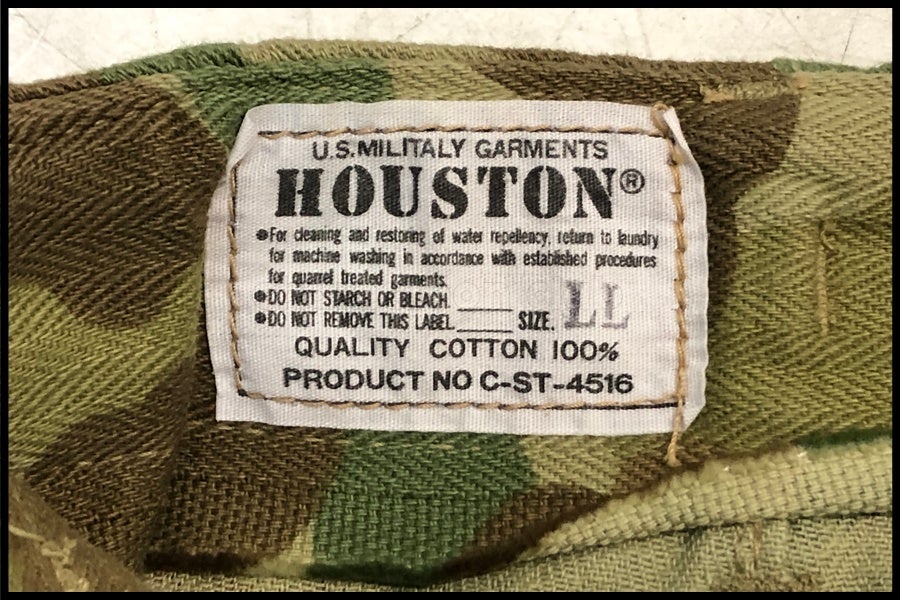 U.S.MILITALY GARMENTS
HOUSTON®
●For cleaning and restoring of water repellency, return to laundry
for machine washing in accordance with established procedures
for quarrel treated garments.
●DO NOT STARCH OR BLEACH.
●DO NOT REMOVE THIS LABEL. SIZE. LL
QUALITY COTTON 100%
PRODUCT NO C-ST-4516